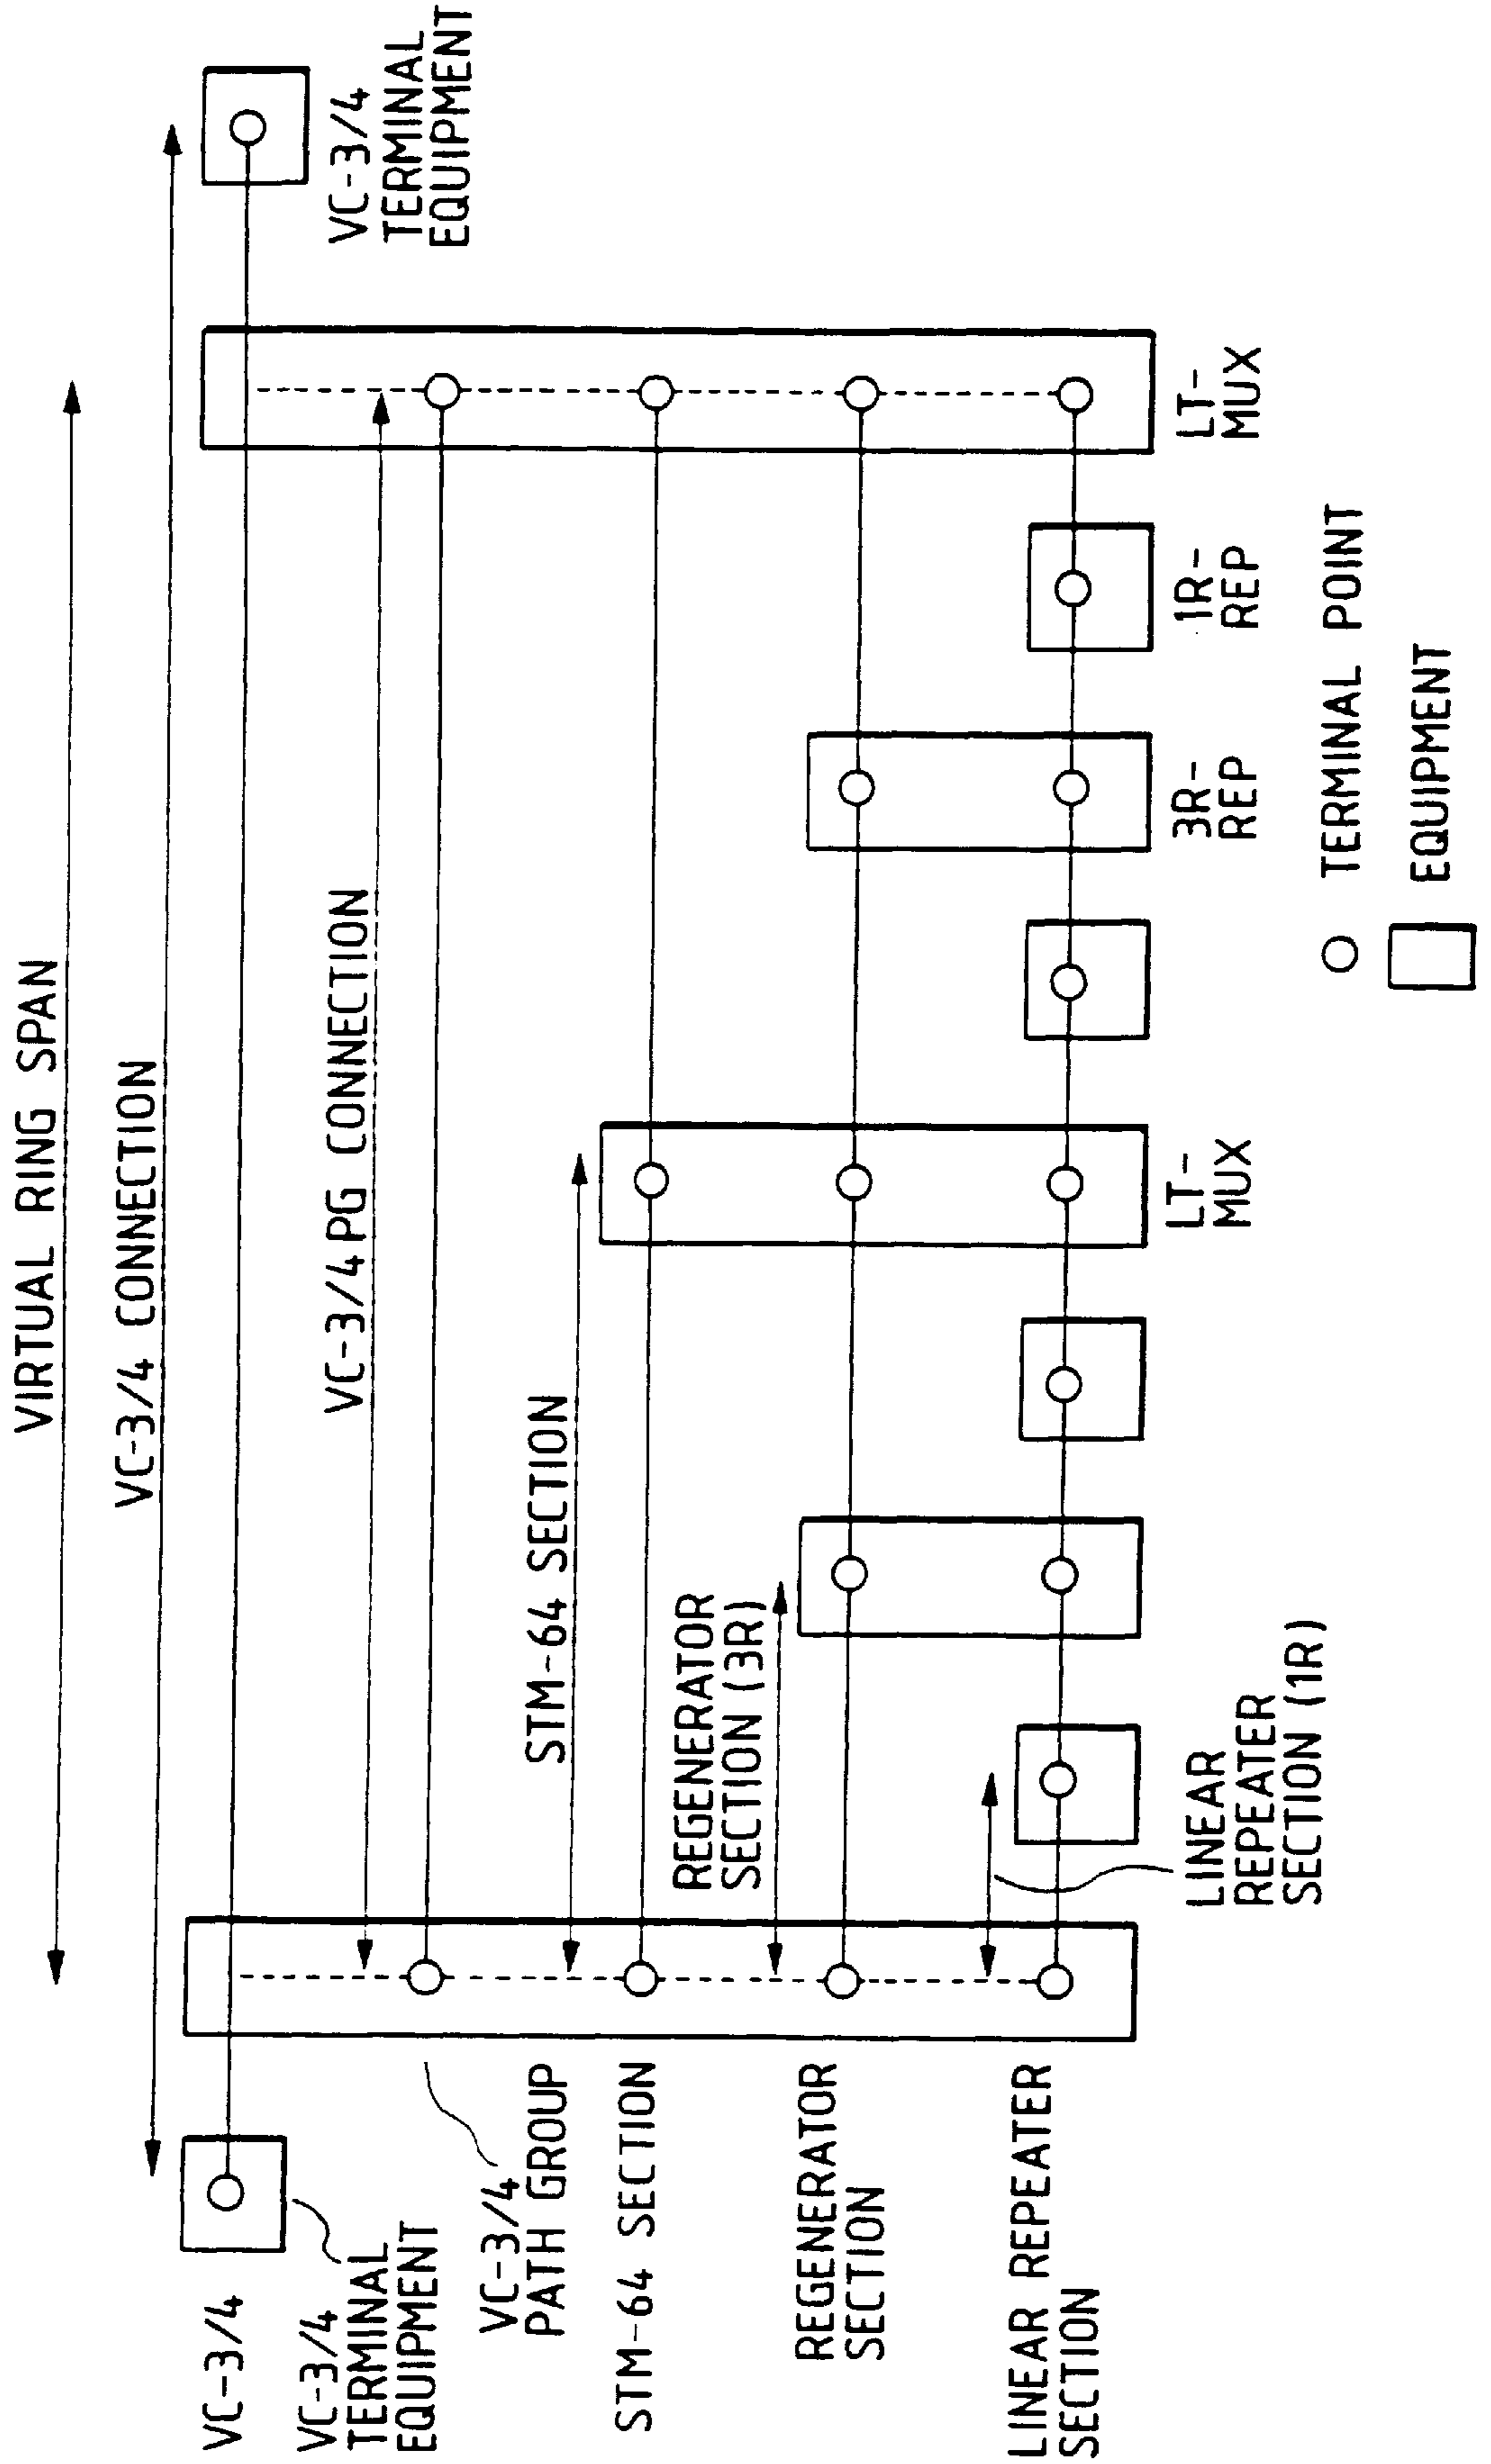 VIRTUAL RING SPAN
VC-3/4 CONNECTION
VC-3/4
VC-3/4
TERMINAL
EQUIPMENT
VC-3/4
TERMINAL
EQUIPMENT
VC-3/4PG CONNECTION
VC-3/4
PATH GROUP
STM-64 SECTION
STM-64 SECTION
REGENERATOR
SECTION (3R)
REGENERATOR
SECTION
LINEAR REPEATER
SECTION
LINEAR
REPEATER
SECTION (1R)
LT-
MUX
3R-
REP
1R-
REP
LT-
MUX
TERMINAL POINT
EQUIPMENT